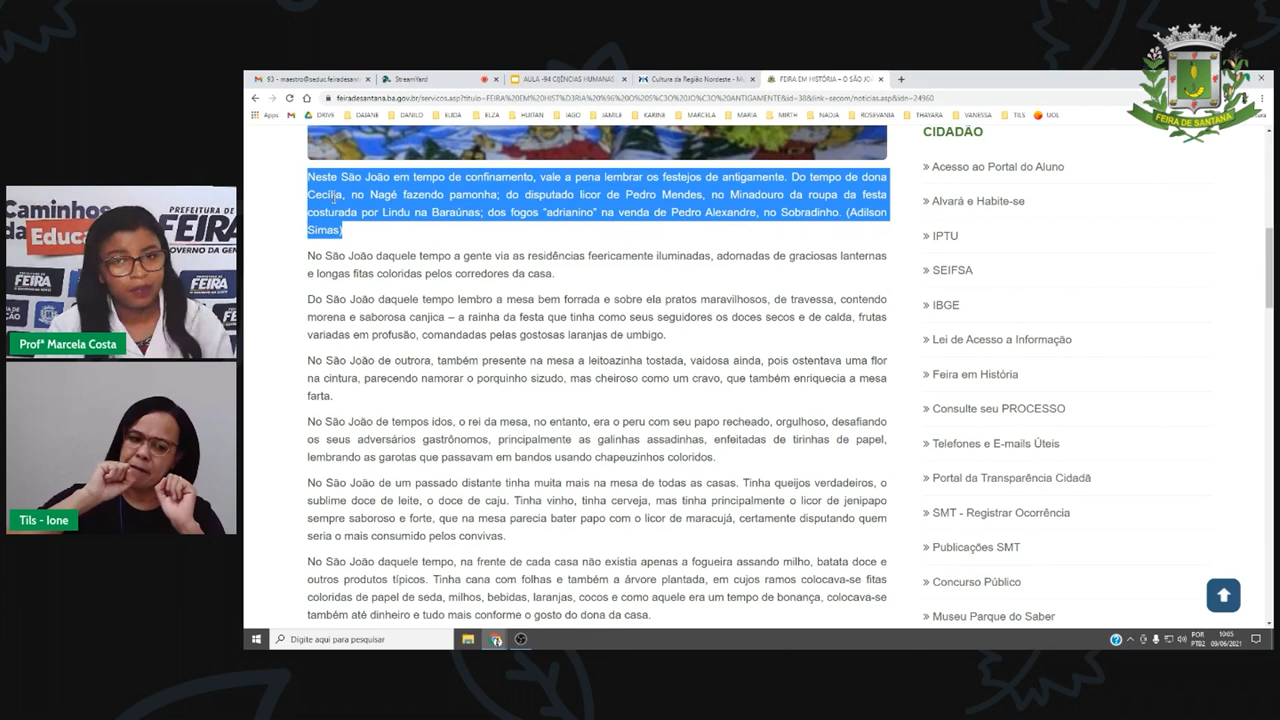 93 - maestro@seduc.feiradesant
StreamYard
AULA -94 CIÊNCIAS HUMANAS
Cultura da Região Nordeste - Mu
FEIRA EM HISTÓRIA – O SÃO JOÃ
feiradesantana.ba.gov.br/servicos.asp?titulo=FEIRA%20EM%20HIST%D3RIA%20%96%20O%20S%C3O%20JO%C3O%20ANTIGAMENTE&id=38&link=secom/noticias.asp&idn=24960
Apps
DRIVE
DAIANE
DANILO
ELIDA
ELZA
HUITAN
IAGO
JAMILE
KARINE
MARCELA
MARIA
MIRTH
NADJA
ROSEVANIA
THAYARA
VANESSA
TILS
UOL
FEIRA DE SANTANA
Neste São João em tempo de confinamento, vale a pena lembrar os festejos de antigamente. Do tempo de dona
Cecília, no Nagé fazendo pamonha; do disputado licor de Pedro Mendes, no Minadouro da roupa da festa
costurada por Lindu na Baraúnas; dos fogos "adrianino" na venda de Pedro Alexandre, no Sobradinho. (Adilson
Simas)
No São João daquele tempo a gente via as residências feericamente iluminadas, adornadas de graciosas lanternas
e longas fitas coloridas pelos corredores da casa.
Do São João daquele tempo lembro a mesa bem forrada e sobre ela pratos maravilhosos, de travessa, contendo
morena e saborosa canjica – a rainha da festa que tinha como seus seguidores os doces secos e de calda, frutas
variadas em profusão, comandadas pelas gostosas laranjas de umbigo.
No São João de outrora, também presente na mesa a leitoazinha tostada, vaidosa ainda, pois ostentava uma flor
na cintura, parecendo namorar o porquinho sizudo, mas cheiroso como um cravo, que também enriquecia a mesa
farta.
No São João de tempos idos, o rei da mesa, no entanto, era o peru com seu papo recheado, orgulhoso, desafiando
os seus adversários gastrônomos, principalmente as galinhas assadinhas, enfeitadas de tirinhas de papel,
lembrando as garotas que passavam em bandos usando chapeuzinhos coloridos.
No São João de um passado distante tinha muita mais na mesa de todas as casas. Tinha queijos verdadeiros, o
sublime doce de leite, o doce de caju. Tinha vinho, tinha cerveja, mas tinha principalmente o licor de jenipapo
sempre saboroso e forte, que na mesa parecia bater papo com o licor de maracujá, certamente disputando quem
seria o mais consumido pelos convivas.
No São João daquele tempo, na frente de cada casa não existia apenas a fogueira assando milho, batata doce e
outros produtos típicos. Tinha cana com folhas e também a árvore plantada, em cujos ramos colocava-se fitas
coloridas de papel de seda, milhos, bebidas, laranjas, cocos e como aquele era um tempo de bonança, colocava-se
também até dinheiro e tudo mais conforme o gosto do dona da casa.
CIDADÃO
» Acesso ao Portal do Aluno
» Alvará e Habite-se
» IPTU
» SEIFSA
» IBGE
» Lei de Acesso a Informação
» Feira em História
» Consulte seu PROCESSO
» Telefones e E-mails Úteis
» Portal da Transparência Cidadã
» SMT - Registrar Ocorrência
» Publicações SMT
» Concurso Público
» Museu Parque do Saber
Caminhos
da Educa
PREFEITURA DE
FEIRA
GOVERNO DA GEN
Profª Marcela Costa
Tils - Ione
Digite aqui para pesquisar
POR
PTB2
10:05
09/06/2021